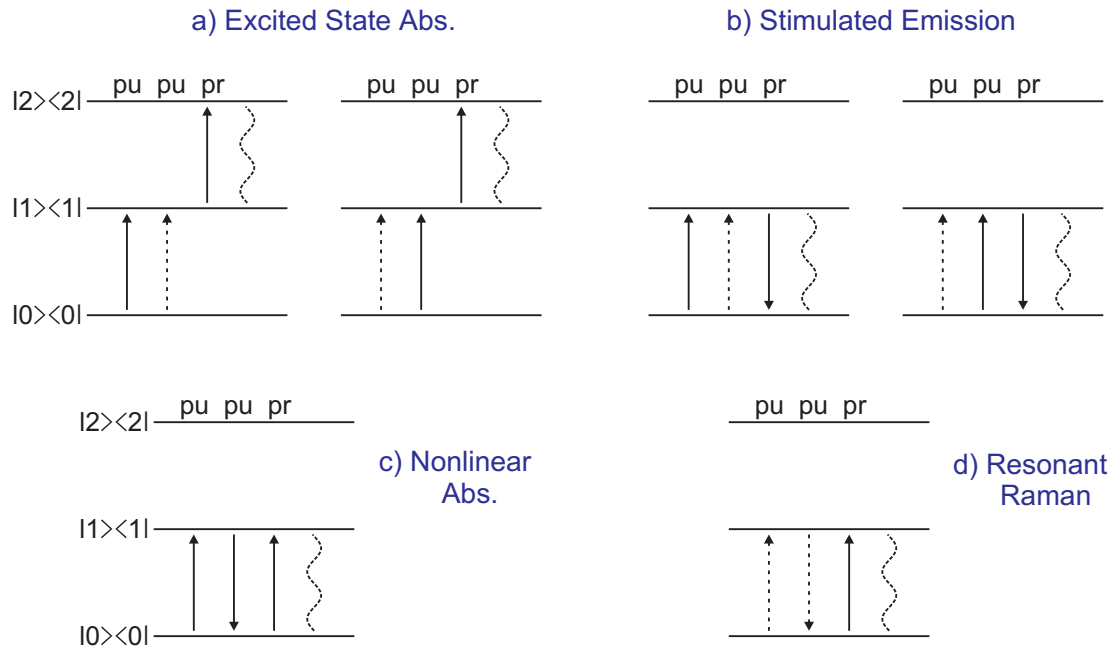 a) Excited State Abs.
b) Stimulated Emission
pu pu pr
pu pu pr
pu pu pr
pu pu pr
|2><2|
|1><1|
|0><0|
pu pu pr
pu pu pr
|2><2|
c) Nonlinear
Abs.
d) Resonant
Raman
|1><1|
|0><0|